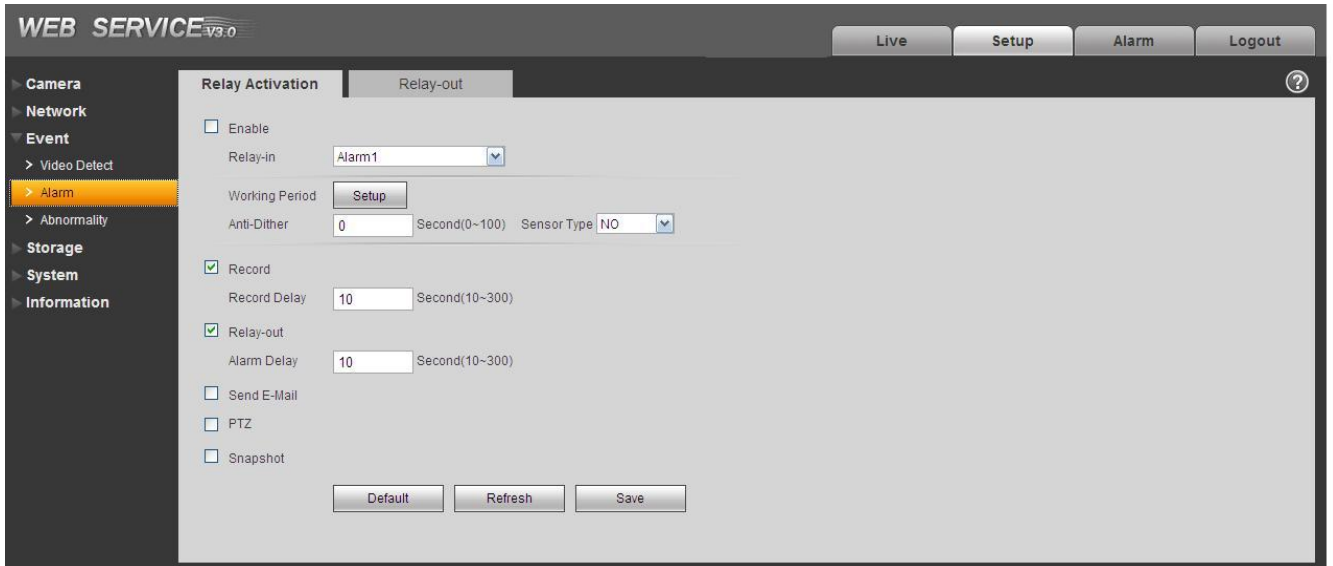 WEB SERVICE V3.0
Live Setup Alarm Logout
Camera
Network
Event
> Video Detect
> Alarm
> Abnormality
Storage
System
Information
Relay Activation Relay-out ?
Enable
Relay-in Alarm1
Working Period Setup
Anti-Dither 0 Second(0~100) Sensor Type NO
Record
Record Delay 10 Second(10~300)
Relay-out
Alarm Delay 10 Second(10~300)
Send E-Mail
PTZ
Snapshot
Default Refresh Save